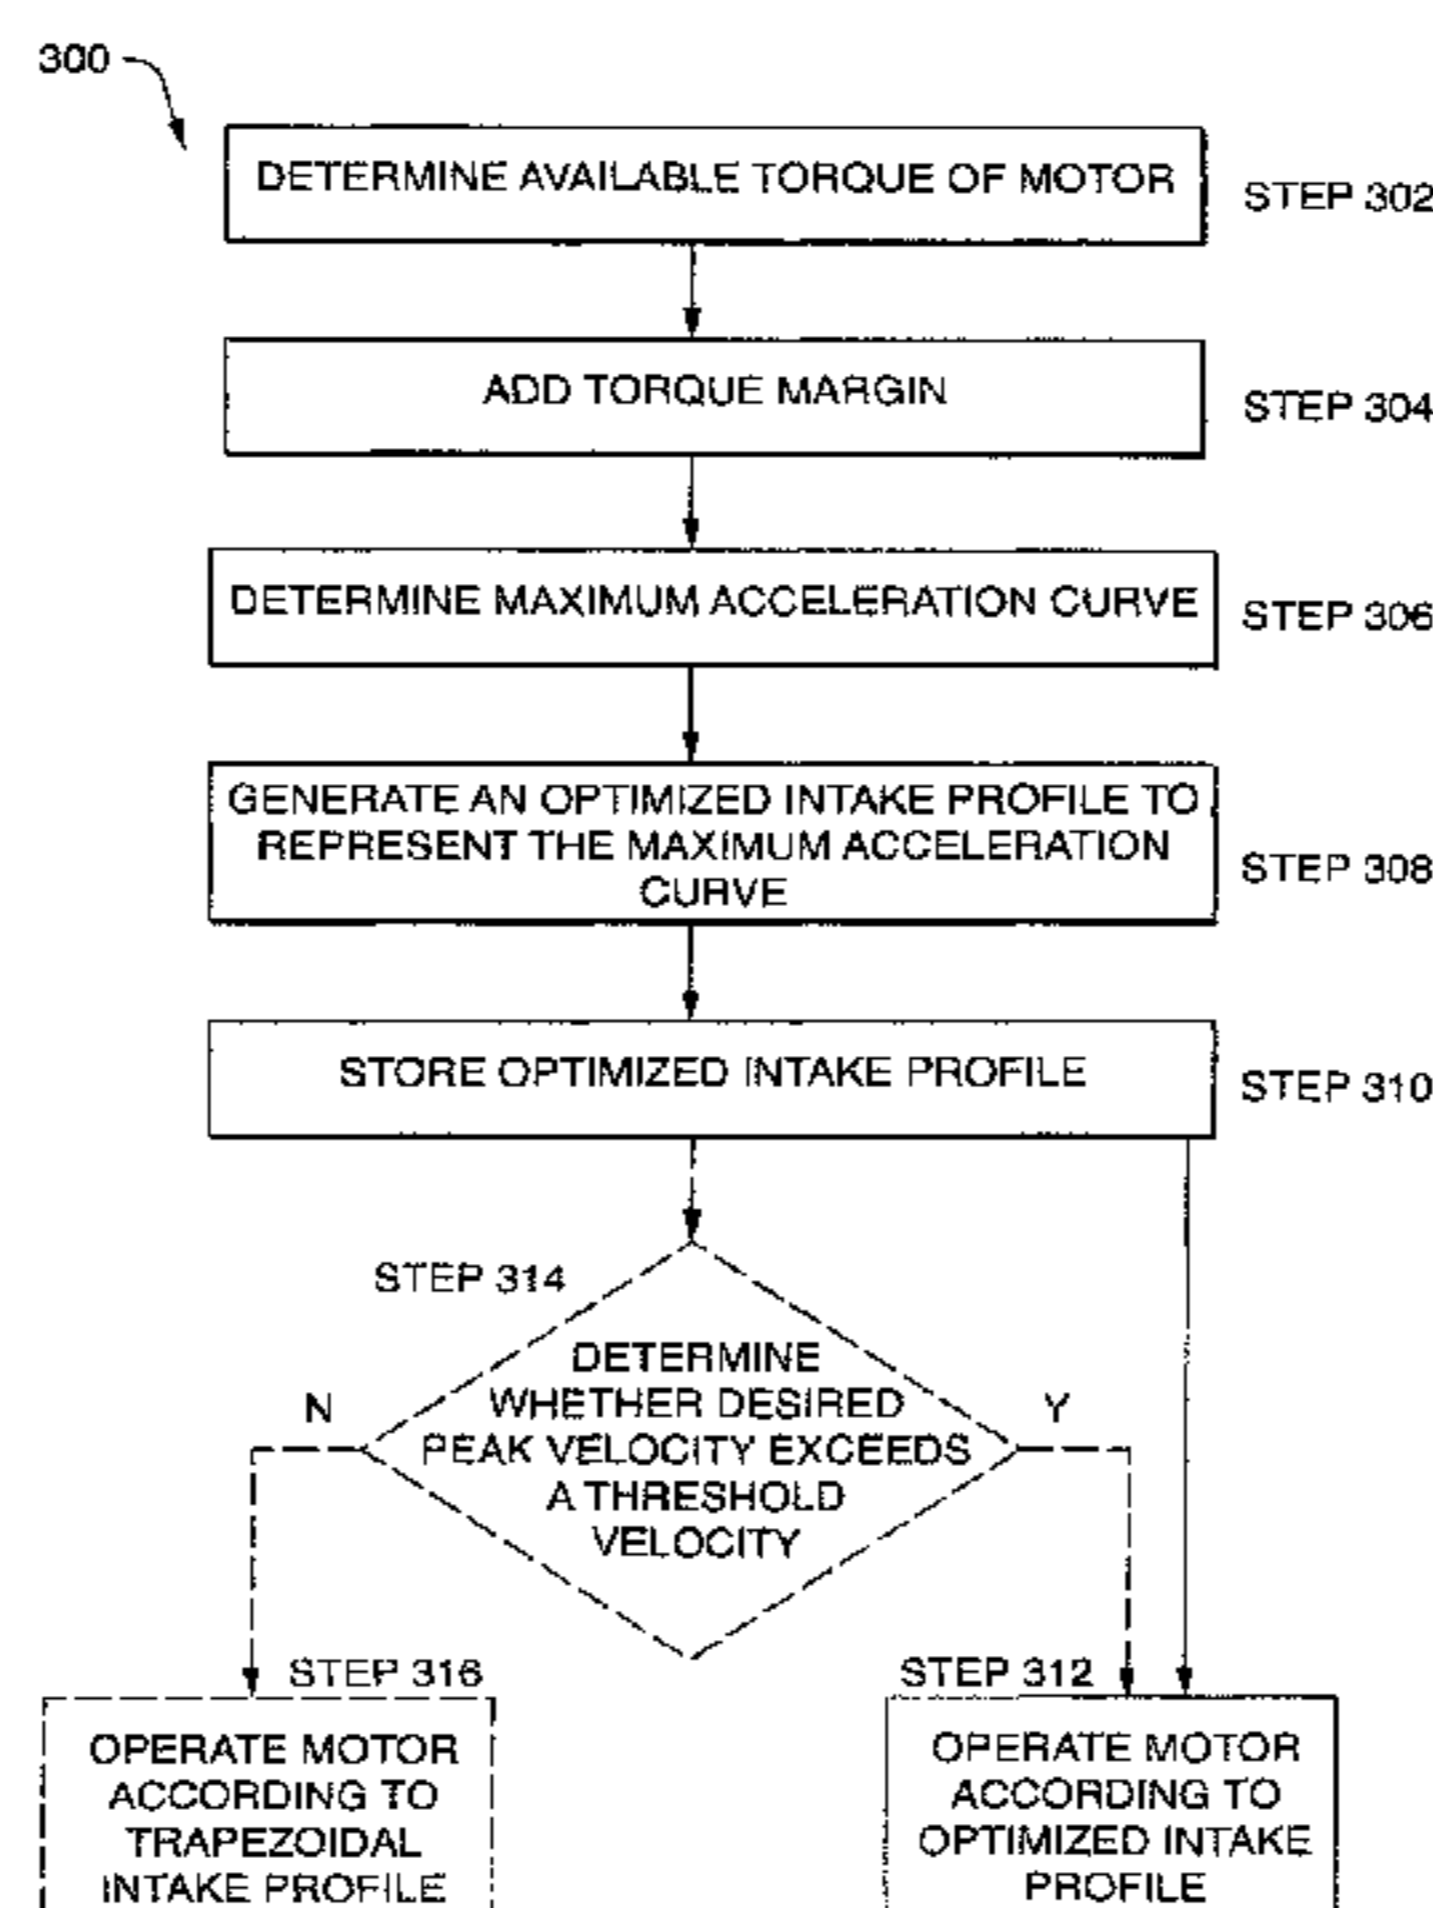 300
DETERMINE AVAILABLE TORQUE OF MOTOR
STEP 302
ADD TORQUE MARGIN
STEP 304
DETERMINE MAXIMUM ACCELERATION CURVE
STEP 306
GENERATE AN OPTIMIZED INTAKE PROFILE TO
REPRESENT THE MAXIMUM ACCELERATION
CURVE
STEP 308
STORE OPTIMIZED INTAKE PROFILE
STEP 310
STEP 314
DETERMINE
WHETHER DESIRED
PEAK VELOCITY EXCEEDS
A THRESHOLD
VELOCITY
N
Y
STEP 316
OPERATE MOTOR
ACCORDING TO
TRAPEZOIDAL
INTAKE PROFILE
STEP 312
OPERATE MOTOR
ACCORDING TO
OPTIMIZED INTAKE
PROFILE